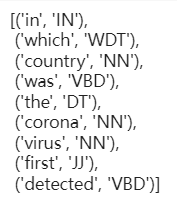 [('in', 'IN'),
('which', 'WDT'),
('country', 'NN'),
('was', 'VBD'),
('the', 'DT'),
('corona', 'NN'),
('virus', 'NN'),
('first', 'JJ'),
('detected', 'VBD')]